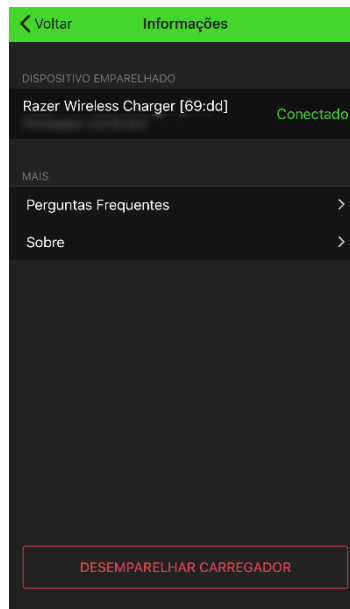 Voltar
Informações
DISPOSITIVO EMPARELHADO
Razer Wireless Charger [69:dd]
Conectado
MAIS
Perguntas Frequentes
Sobre
DESEMPARELHAR CARREGADOR